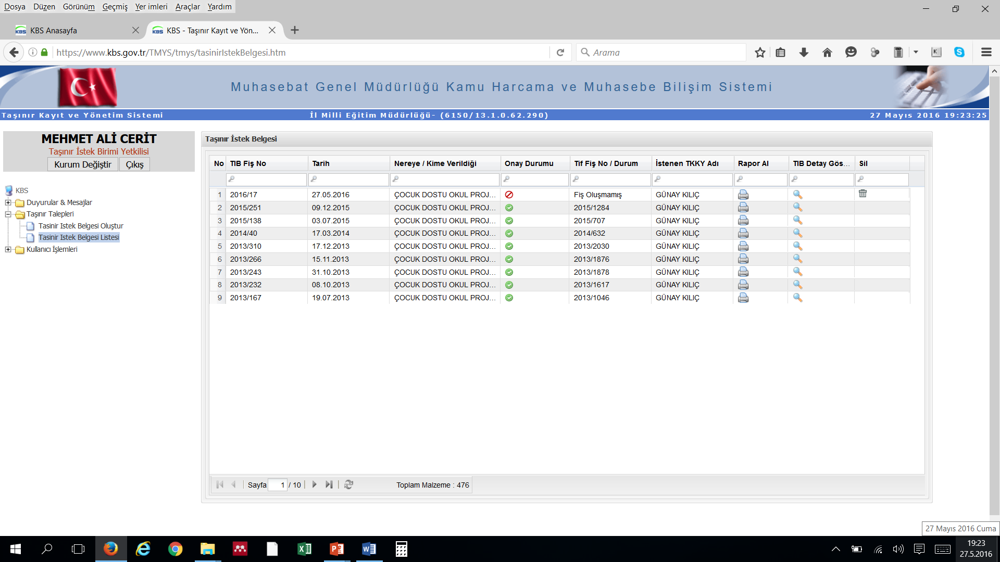 Dosya Düzen Görünüm Geçmiş Yer imleri Araçlar Yardım
KBS Anasayfa
KBS - Taşınır Kayıt ve Yön...
https://www.kbs.gov.tr/TMYS/tmys/tasinirIstekBelgesi.htm
Arama
Muhasebat Genel Müdürlüğü Kamu Harcama ve Muhasebe Bilişim Sistemi
Taşınır Kayıt ve Yönetim Sistemi
İl Milli Eğitim Müdürlüğü- (6150/13.1.0.62.290)
27 Mayıs 2016 19:23:25
MEHMET ALİ CERİT
Taşınır İstek Birimi Yetkilisi
Kurum Değiştir Çıkış
KBS
Duyurular & Mesajlar
Taşınır Talepleri
Tasinir Istek Belgesi Oluştur
Tasinir Istek Belgesi Listesi
Kullanıcı İşlemleri
Taşınır İstek Belgesi
No TIB Fiş No Tarih Nereye / Kime Verildiği Onay Durumu Tif Fiş No / Durum İstenen TKKY Adı Rapor Al TIB Detay Gös... Sil
1 2016/17 27.05.2016 ÇOCUK DOSTU OKUL PROJ... Fiş Oluşmamış GÜNAY KILIÇ
2 2015/251 09.12.2015 ÇOCUK DOSTU OKUL PROJ... 2015/1284 GÜNAY KILIÇ
3 2015/138 03.07.2015 ÇOCUK DOSTU OKUL PROJ... 2015/707 GÜNAY KILIÇ
4 2014/40 17.03.2014 ÇOCUK DOSTU OKUL PROJ... 2014/632 GÜNAY KILIÇ
5 2013/310 17.12.2013 ÇOCUK DOSTU OKUL PROJ... 2013/2030 GÜNAY KILIÇ
6 2013/266 15.11.2013 ÇOCUK DOSTU OKUL PROJ... 2013/1876 GÜNAY KILIÇ
7 2013/243 31.10.2013 ÇOCUK DOSTU OKUL PROJ... 2013/1878 GÜNAY KILIÇ
8 2013/232 08.10.2013 ÇOCUK DOSTU OKUL PROJ... 2013/1617 GÜNAY KILIÇ
9 2013/167 19.07.2013 ÇOCUK DOSTU OKUL PROJ... 2013/1046 GÜNAY KILIÇ
Sayfa 1 / 10
Toplam Malzeme : 476
27 Mayıs 2016 Cuma
19:23
27.5.2016